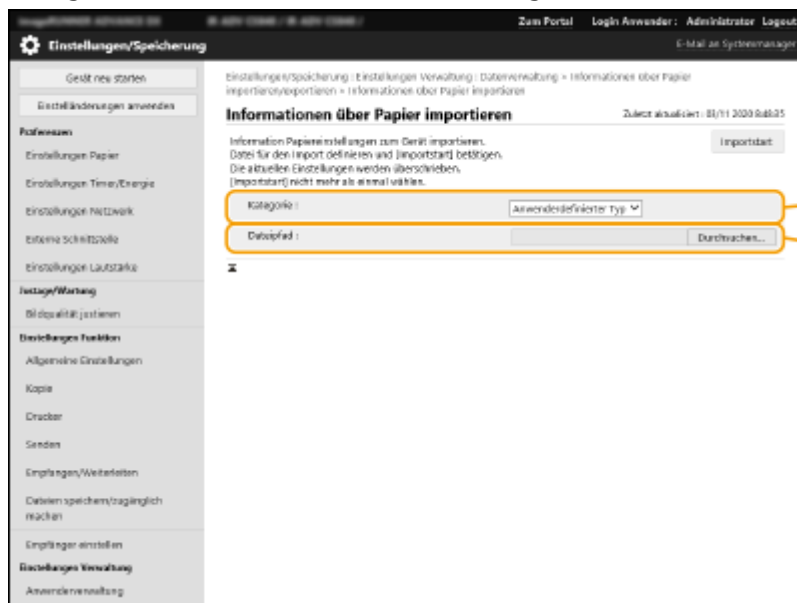 Zum Portal Login Anwender : Administrator Logout
Einstellungen/Speicherung
E-Mail an Systemmanager
Gerät neu starten
Einstelländerungen anwenden
Präferenzen
Einstellungen Papier
Einstellungen Timer/Energie
Einstellungen Netzwerk
Externe Schnittstelle
Einstellungen Lautstärke
Justage/Wartung
Bildqualität justieren
Einstellungen Funktion
Allgemeine Einstellungen
Kopie
Drucker
Senden
Empfangen/Weiterleiten
Dateien speichern/zugänglich
machen
Empfänger einstellen
Einstellungen Verwaltung
Anwenderverwaltung
Einstellungen/Speicherung : Einstellungen Verwaltung : Datenverwaltung > Informationen über Papier
importieren/exportieren > Informationen über Papier importieren
Informationen über Papier importieren
Zuletzt aktualisiert : 03/11 2020 8:48:35
Importstart
Information Papiereinstellungen zum Gerät importieren.
Datei für den Import definieren und [Importstart] betätigen.
Die aktuellen Einstellungen werden überschrieben.
[Importstart] nicht mehr als einmal wählen.
Kategorie :
Anwenderdefinierter Typ
Dateipfad :
Durchsuchen...